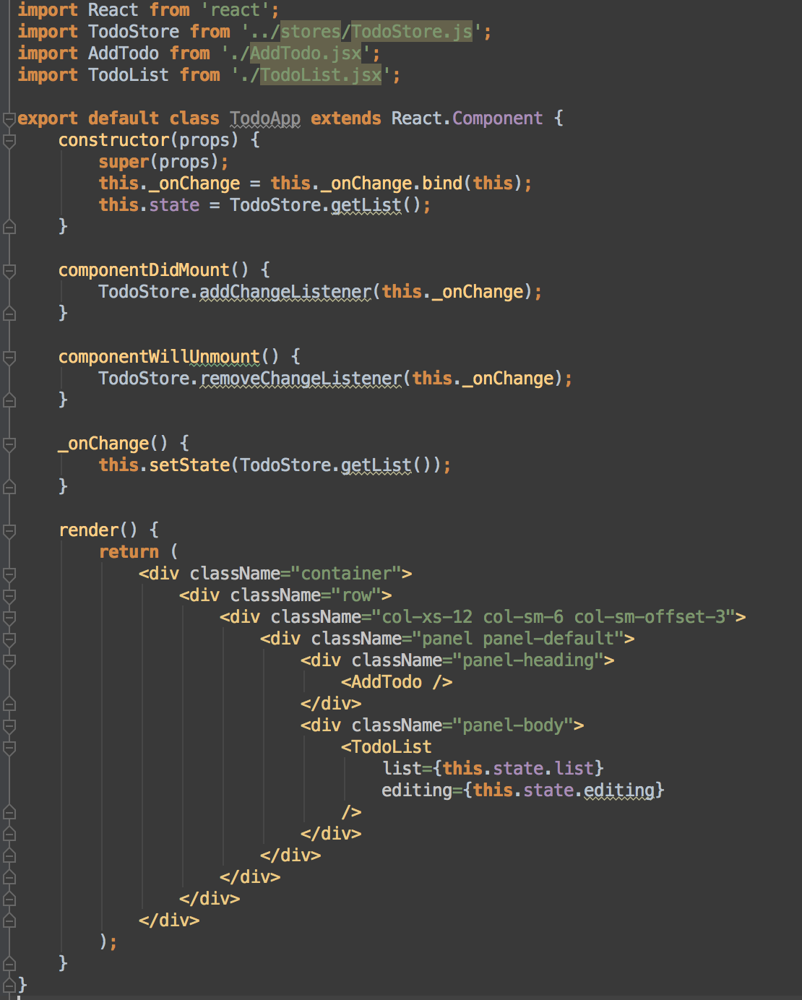 import React from 'react';
import TodoStore from '../stores/TodoStore.js';
import AddTodo from './AddTodo.jsx';
import TodoList from './TodoList.jsx';

export default class TodoApp extends React.Component {
    constructor(props) {
        super(props);
        this._onChange = this._onChange.bind(this);
        this.state = TodoStore.getList();
    }

    componentDidMount() {
        TodoStore.addChangeListener(this._onChange);
    }

    componentWillUnmount() {
        TodoStore.removeChangeListener(this._onChange);
    }

    _onChange() {
        this.setState(TodoStore.getList());
    }

    render() {
        return (
            <div className="container">
                <div className="row">
                    <div className="col-xs-12 col-sm-6 col-sm-offset-3">
                        <div className="panel panel-default">
                            <div className="panel-heading">
                                <AddTodo />
                            </div>
                            <div className="panel-body">
                                <TodoList
                                    list={this.state.list}
                                    editing={this.state.editing}
                                />
                            </div>
                        </div>
                    </div>
                </div>
            </div>
        );
    }
}